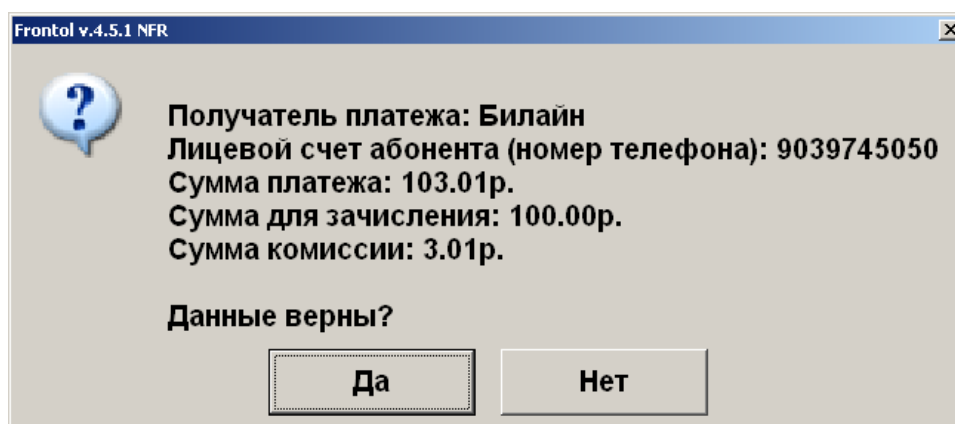 Frontol v.4.5.1 NFR
Получатель платежа: Билайн
Лицевой счет абонента (номер телефона): 9039745050
Сумма платежа: 103.01р.
Сумма для зачисления: 100.00р.
Сумма комиссии: 3.01р.
Данные верны?
Да Нет